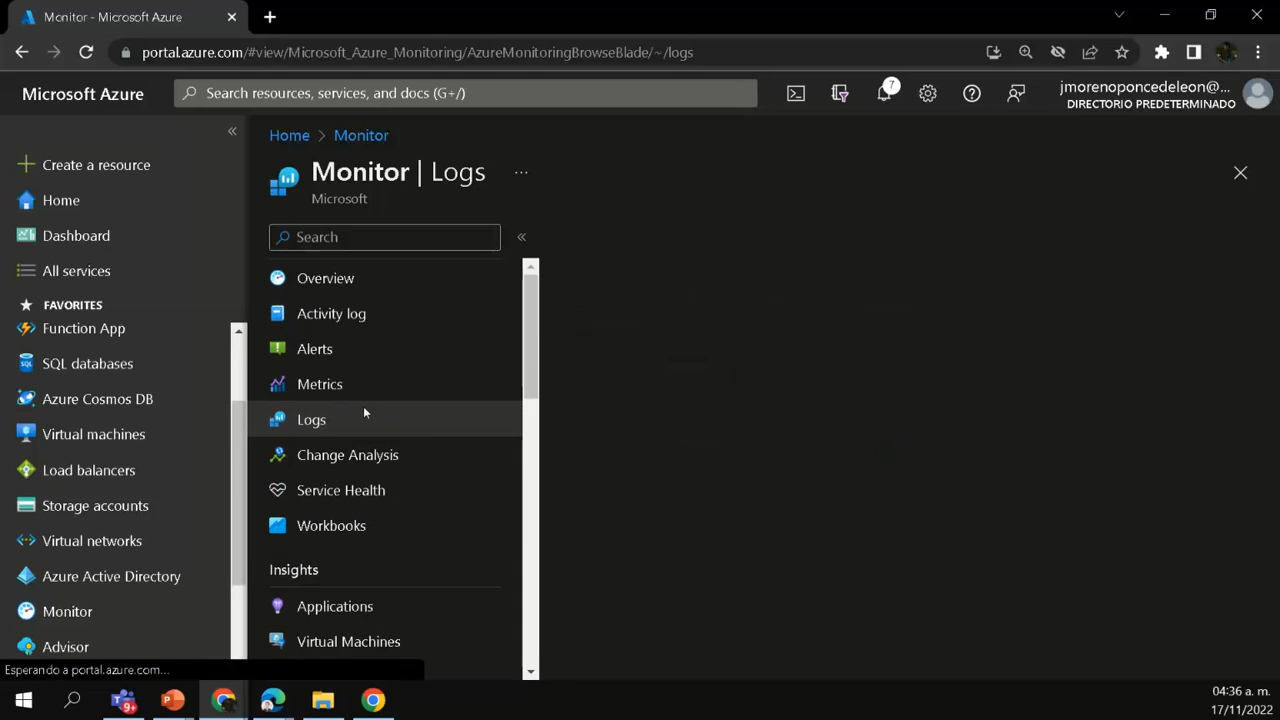 Monitor - Microsoft Azure
portal.azure.com/#view/Microsoft_Azure_Monitoring/AzureMonitoringBrowseBlade/~/logs
Microsoft Azure
Search resources, services, and docs (G+/)
7
jmorenoponcedeleon@...
DIRECTORIO PREDETERMINADO
Create a resource
Home
Dashboard
All services
FAVORITES
Function App
SQL databases
Azure Cosmos DB
Virtual machines
Load balancers
Storage accounts
Virtual networks
Azure Active Directory
Monitor
Advisor
Esperando a portal.azure.com...
Home > Monitor
Monitor | Logs
...
Microsoft
Search
Overview
Activity log
Alerts
Metrics
Logs
Change Analysis
Service Health
Workbooks
Insights
Applications
Virtual Machines
9+
04:36 a. m.
17/11/2022